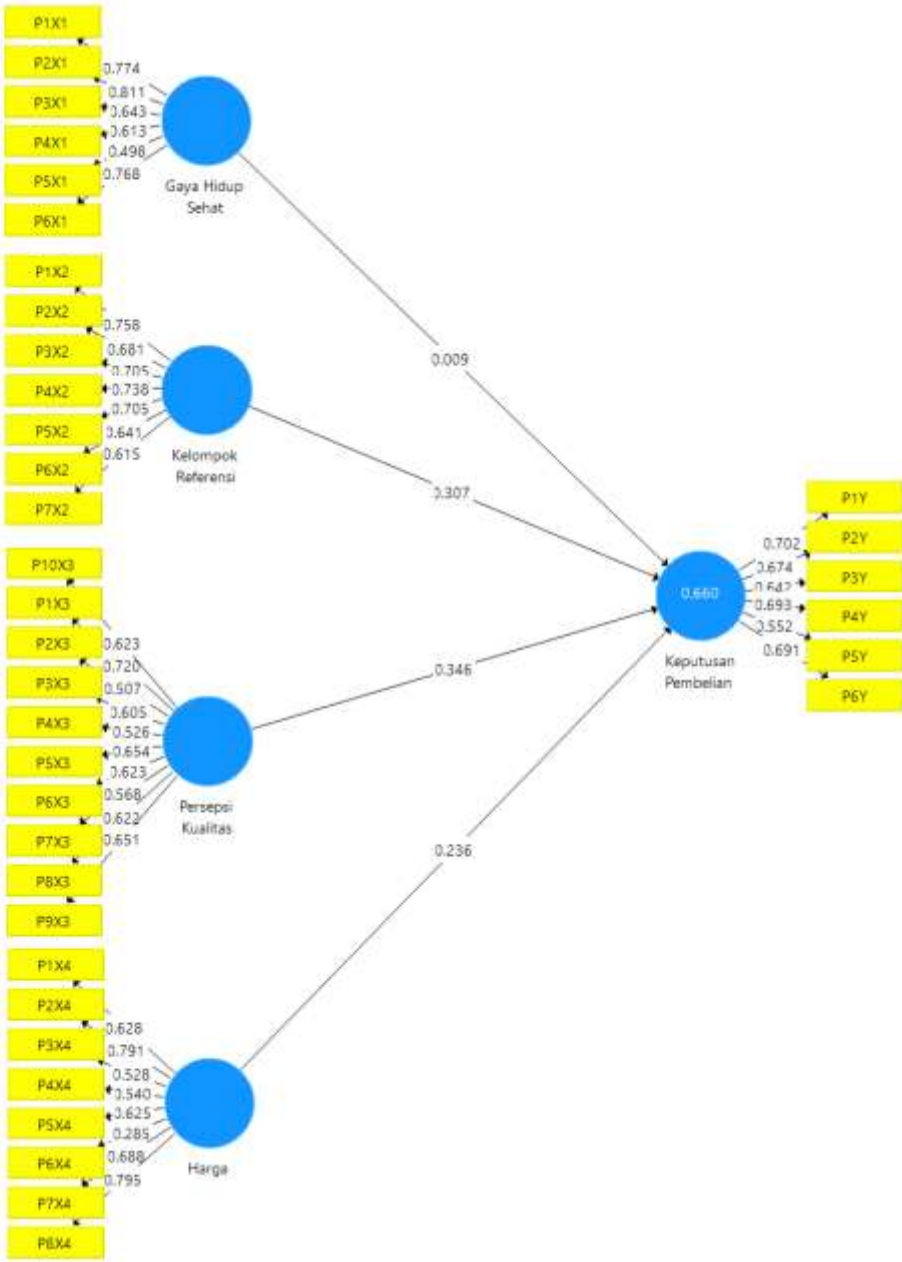 P1X1
P2X1
P3X1
P4X1
P5X1
P6X1
0.774
0.811
0.643
0.613
0.498
0.768
Gaya Hidup
Sehat
P1X2
P2X2
P3X2
P4X2
P5X2
P6X2
P7X2
0.758
0.681
0.705
0.738
0.705
0.641
0.615
Kelompok
Referensi
P10X3
P1X3
P2X3
P3X3
P4X3
P5X3
P6X3
P7X3
P8X3
P9X3
0.623
0.720
0.507
0.605
0.526
0.654
0.623
0.568
0.622
0.651
Persepsi
Kualitas
P1X4
P2X4
P3X4
P4X4
P5X4
P6X4
P7X4
P8X4
0.628
0.791
0.528
0.540
0.625
0.285
0.688
0.795
Harga
0.009
0.307
0.346
0.236
0.660
Keputusan
Pembelian
0.702
0.674
0.642
0.693
0.552
0.691
P1Y
P2Y
P3Y
P4Y
P5Y
P6Y